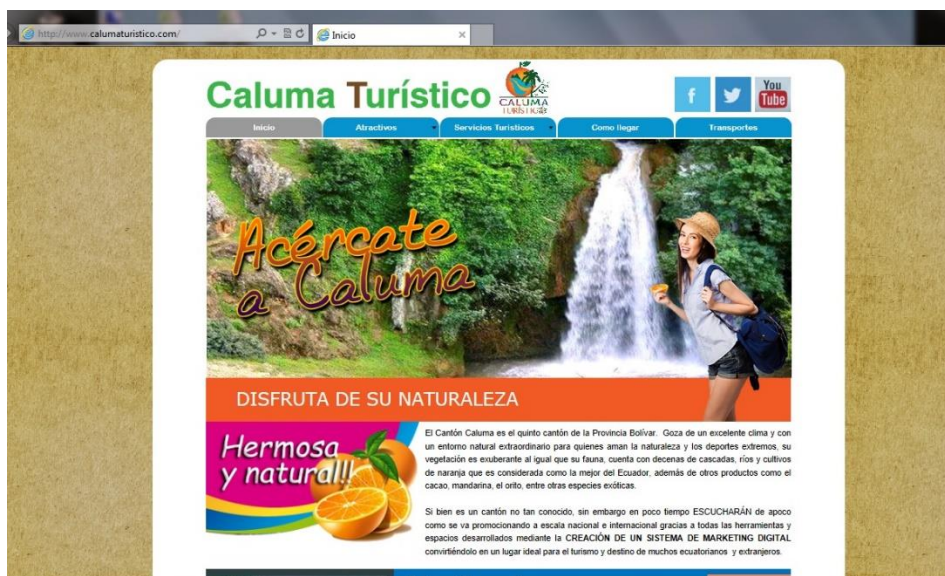 http://www.calumaturistico.com/
Inicio
Caluma Turístico
CALUMA
TURÍSTICO
f
You
Tube
Inicio Atractivos Servicios Turísticos Como llegar Transportes
Acércate
a Caluma
DISFRUTA DE SU NATURALEZA
Hermosa
y natural!!
El Cantón Caluma es el quinto cantón de la Provincia Bolívar. Goza de un excelente clima y con
un entorno natural extraordinario para quienes aman la naturaleza y los deportes extremos, su
vegetación es exuberante al igual que su fauna, cuenta con decenas de cascadas, ríos y cultivos
de naranja que es considerada como la mejor del Ecuador, además de otros productos como el
cacao, mandarina, el orito, entre otras especies exóticas.
Si bien es un cantón no tan conocido, sin embargo en poco tiempo ESCUCHARÁN de apoco
como se va promocionando a escala nacional e internacional gracias a todas las herramientas y
espacios desarrollados mediante la CREACIÓN DE UN SISTEMA DE MARKETING DIGITAL
convirtiéndolo en un lugar ideal para el turismo y destino de muchos ecuatorianos y extranjeros.